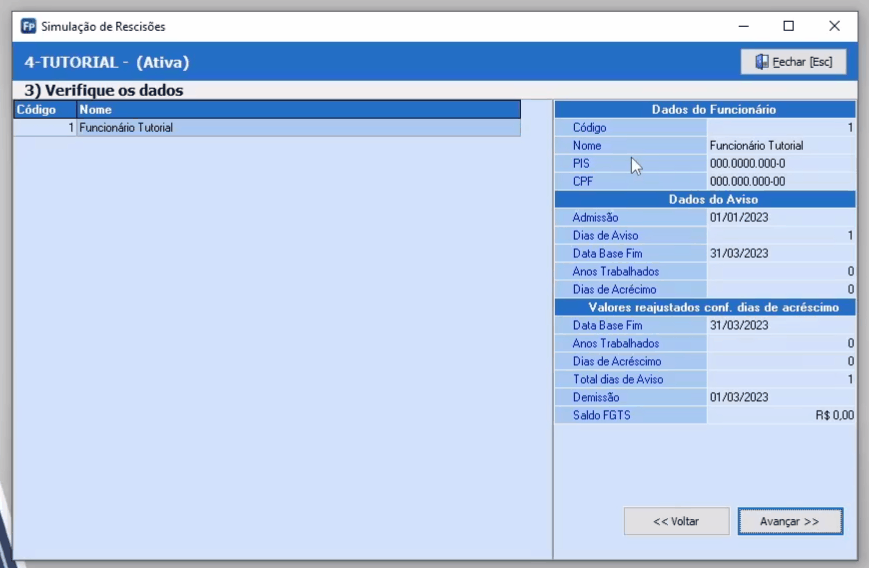 FP Simulação de Rescisões
4-TUTORIAL - (Ativa)
Fechar [Esc]
3) Verifique os dados
Código Nome
1 Funcionário Tutorial
Dados do Funcionário
Código 1
Nome Funcionário Tutorial
PIS 000.0000.000-0
CPF 000.000.000-00
Dados do Aviso
Admissão 01/01/2023
Dias de Aviso 1
Data Base Fim 31/03/2023
Anos Trabalhados 0
Dias de Acrécimo 0
Valores reajustados conf. dias de acréscimo
Data Base Fim 31/03/2023
Anos Trabalhados 0
Dias de Acréscimo 0
Total dias de Aviso 1
Demissão 01/03/2023
Saldo FGTS R$ 0,00
<< Voltar
Avançar >>